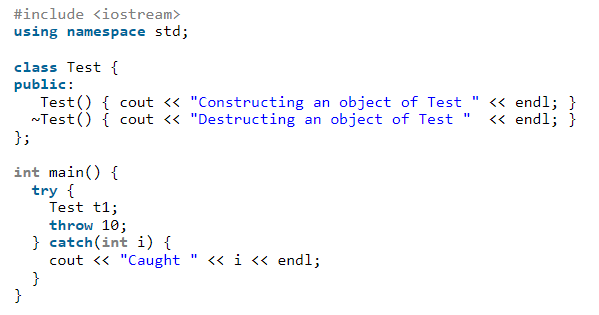 #include <iostream>
using namespace std;

class Test {
public:
   Test() { cout << "Constructing an object of Test " << endl; }
  ~Test() { cout << "Destructing an object of Test "  << endl; }
};

int main() {
  try {
    Test t1;
    throw 10;
  } catch(int i) {
    cout << "Caught " << i << endl;
  }
}